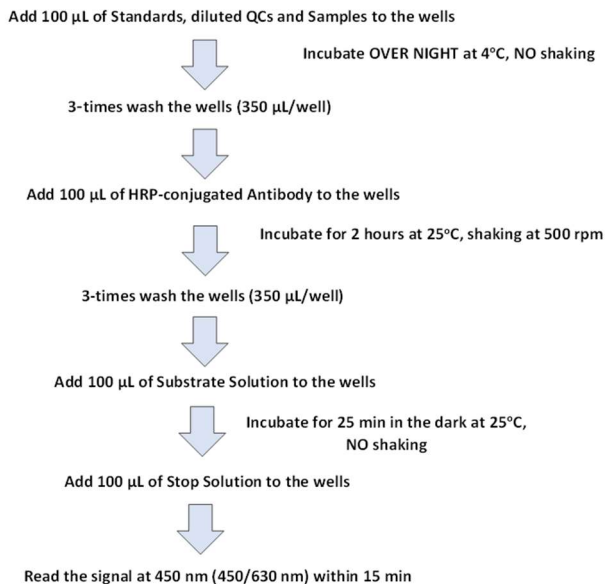 Add 100 µL of Standards, diluted QCs and Samples to the wells
Incubate OVER NIGHT at 4°C, NO shaking
3-times wash the wells (350 µL/well)
Add 100 µL of HRP-conjugated Antibody to the wells
Incubate for 2 hours at 25°C, shaking at 500 rpm
3-times wash the wells (350 µL/well)
Add 100 µL of Substrate Solution to the wells
Incubate for 25 min in the dark at 25°C,
NO shaking
Add 100 µL of Stop Solution to the wells
Read the signal at 450 nm (450/630 nm) within 15 min